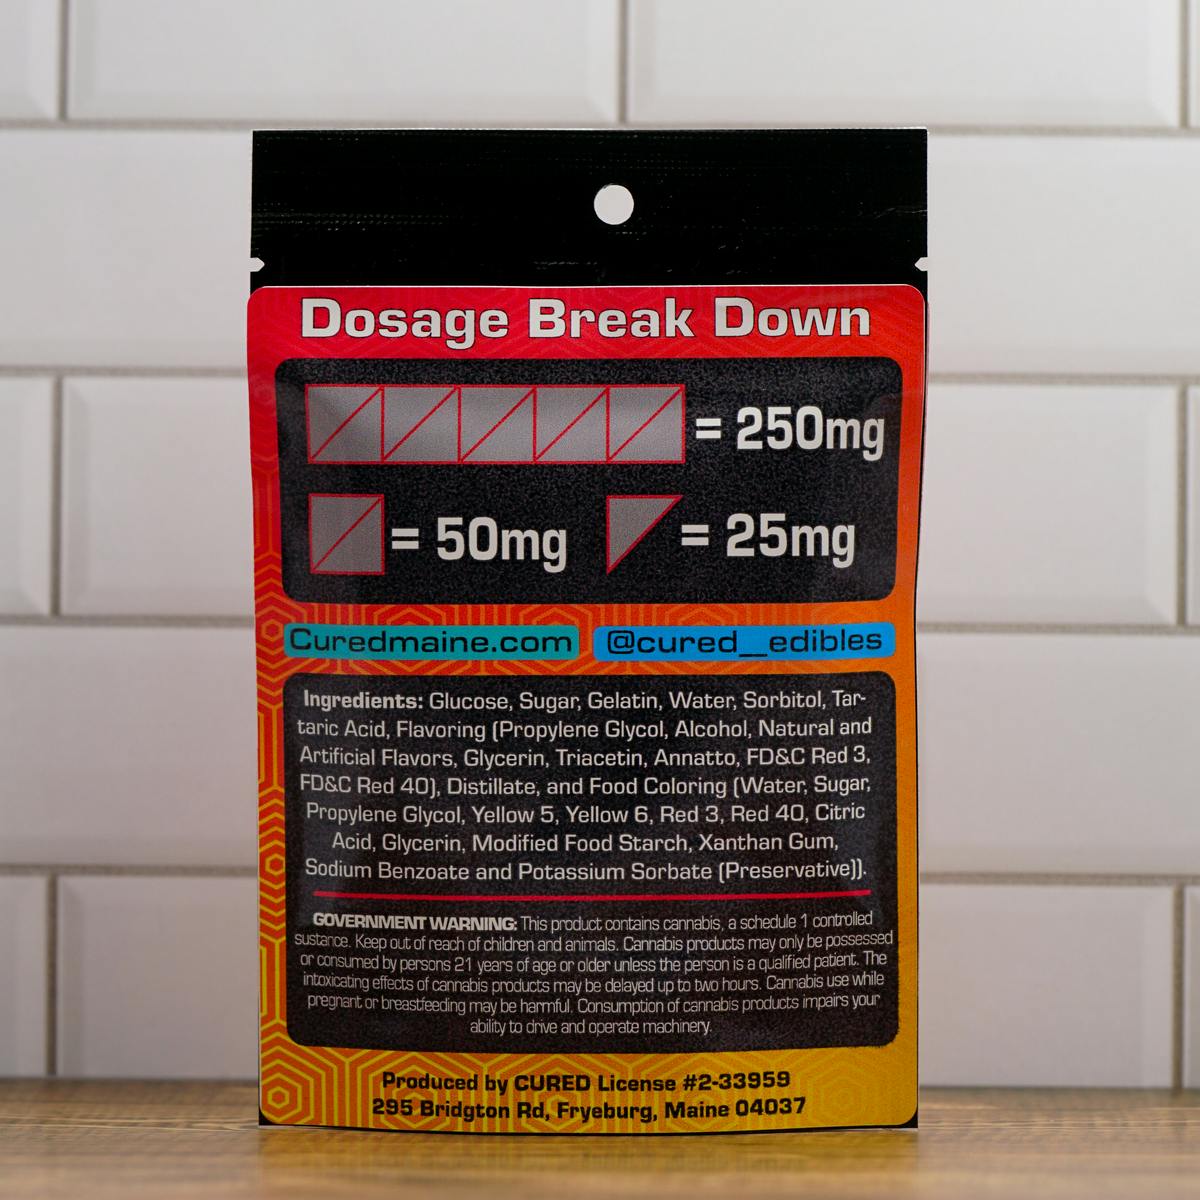 Dosage Break Down
= 250mg
= 50mg
= 25mg
Curedmaine.com
@cured__edibles
Ingredients: Glucose, Sugar, Gelatin, Water, Sorbitol, Tar-
taric Acid, Flavoring (Propylene Glycol, Alcohol, Natural and
Artificial Flavors, Glycerin, Triacetin, Annatto, FD&C Red 3,
FD&C Red 40), Distillate, and Food Coloring (Water, Sugar,
Propylene Glycol, Yellow 5, Yellow 6, Red 3, Red 40, Citric
Acid, Glycerin, Modified Food Starch, Xanthan Gum,
Sodium Benzoate and Potassium Sorbate (Preservative)).
GOVERNMENT WARNING: This product contains cannabis, a schedule 1 controlled
sustance. Keep out of reach of children and animals. Cannabis products may only be possessed
or consumed by persons 21 years of age or older unless the person is a qualified patient. The
intoxicating effects of cannabis products may be delayed up to two hours. Cannabis use while
pregnant or breastfeeding may be harmful. Consumption of cannabis products impairs your
ability to drive and operate machinery.
Produced by CURED License #2-33959
295 Bridgton Rd, Fryeburg, Maine 04037